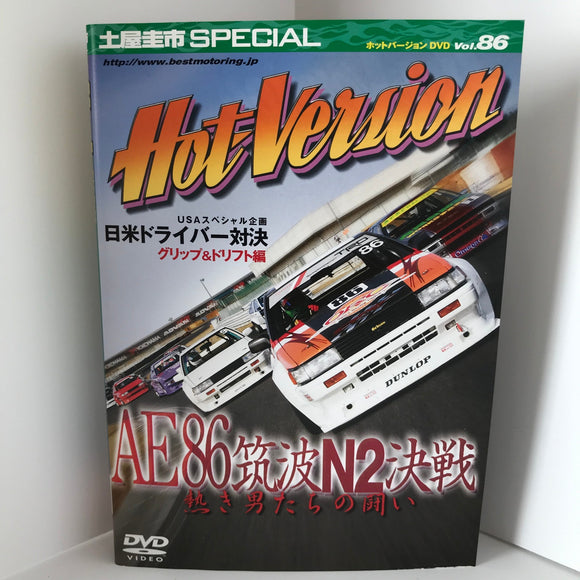 土屋圭市 SPECIAL
ホットバージョン DVD Vol.86
http://www.bestmotoring.jp
Hot-Version
USAスペシャル企画
日米ドライバー対決
グリップ&ドリフト編
86
TRS
86
DUNLOP
AE86筑波N2決戦
熱き男たちの闘い
DVD
VIDEO